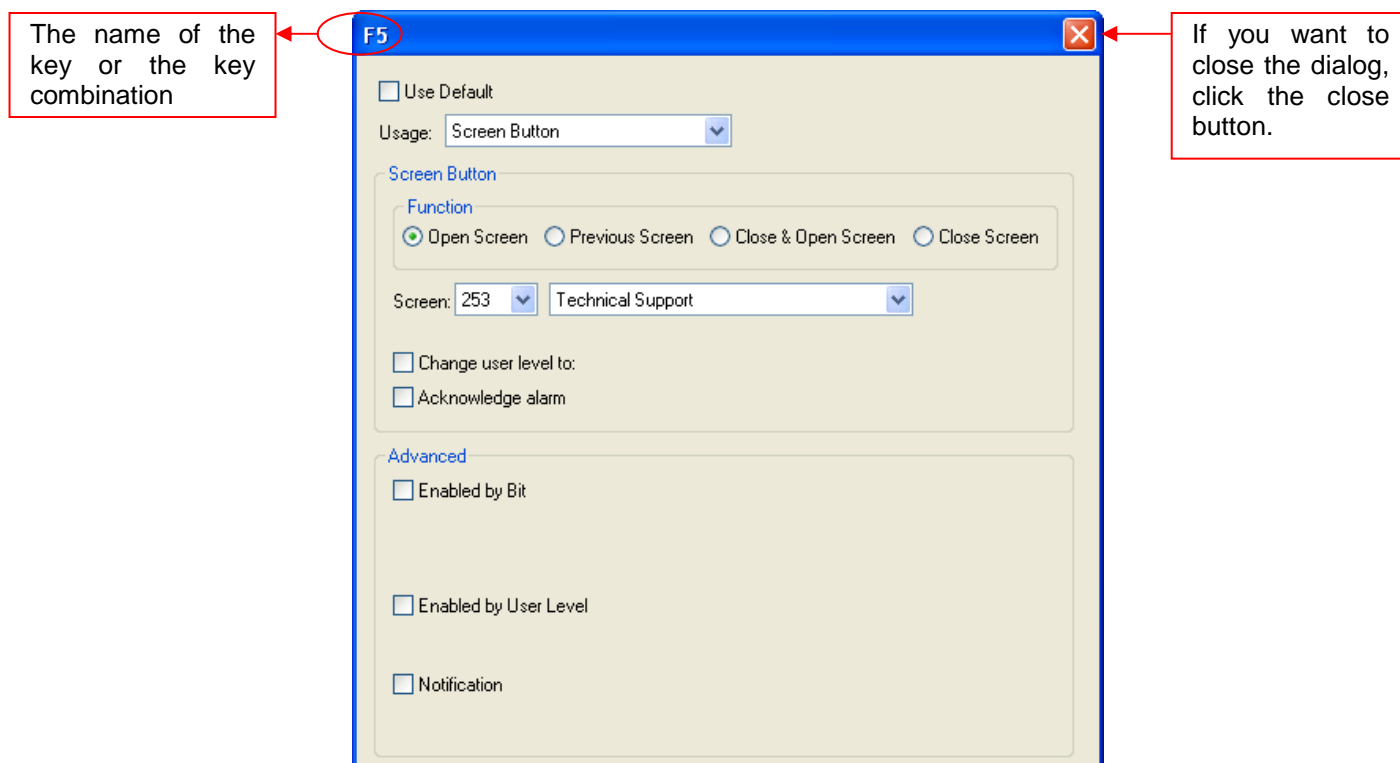 The name of the
key or the key
combination
F5
If you want to
close the dialog,
click the close
button.
Use Default
Usage: Screen Button
Screen Button
Function
Open Screen Previous Screen Close & Open Screen Close Screen
Screen: 253 Technical Support
Change user level to:
Acknowledge alarm
Advanced
Enabled by Bit
Enabled by User Level
Notification